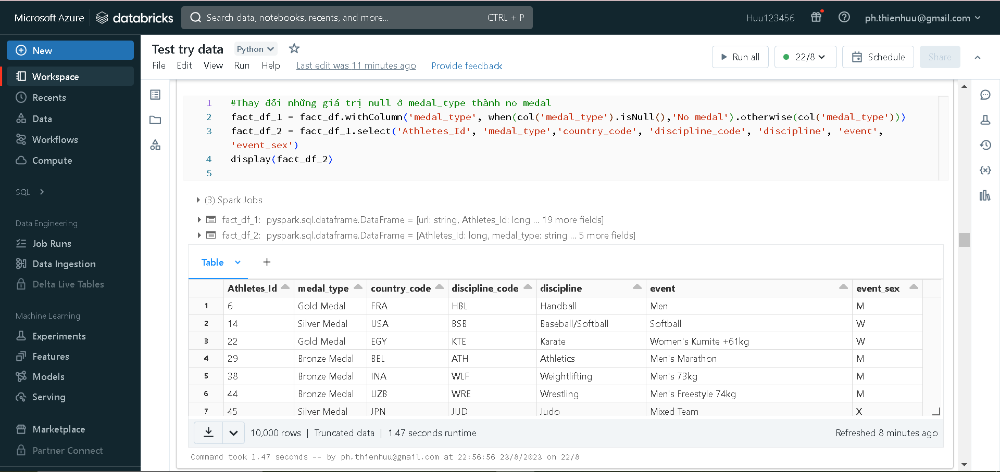 Microsoft Azure databricks Search data, notebooks, recents, and more... CTRL + P Huu123456 ph.thienhuu@gmail.com
New
Workspace
Recents
Data
Workflows
Compute
SQL
Data Engineering
Job Runs
Data Ingestion
Delta Live Tables
Machine Learning
Experiments
Features
Models
Serving
Marketplace
Partner Connect
Test try data Python
File Edit View Run Help Last edit was 11 minutes ago Provide feedback
Run all 22/8 Schedule Share
1 #Thay đổi những giá trị null ở medal_type thành no medal
2 fact_df_1 = fact_df.withColumn('medal_type', when(col('medal_type').isNull(),'No medal').otherwise(col('medal_type')))
3 fact_df_2 = fact_df_1.select('Athletes_Id', 'medal_type','country_code', 'discipline_code', 'discipline', 'event',
'event_sex')
4 display(fact_df_2)
5
(3) Spark Jobs
fact_df_1: pyspark.sql.dataframe.DataFrame = [url: string, Athletes_Id: long ... 19 more fields]
fact_df_2: pyspark.sql.dataframe.DataFrame = [Athletes_Id: long, medal_type: string ... 5 more fields]
Table +
Athletes_Id medal_type country_code discipline_code discipline event event_sex
1 6 Gold Medal FRA HBL Handball Men M
2 14 Silver Medal USA BSB Baseball/Softball Softball W
3 22 Gold Medal EGY KTE Karate Women's Kumite +61kg W
4 29 Bronze Medal BEL ATH Athletics Men's Marathon M
5 38 Bronze Medal INA WLF Weightlifting Men's 73kg M
6 44 Bronze Medal UZB WRE Wrestling Men's Freestyle 74kg M
7 45 Silver Medal JPN JUD Judo Mixed Team X
10,000 rows | Truncated data | 1.47 seconds runtime Refreshed 8 minutes ago
Command took 1.47 seconds -- by ph.thienhuu@gmail.com at 22:56:56 23/8/2023 on 22/8